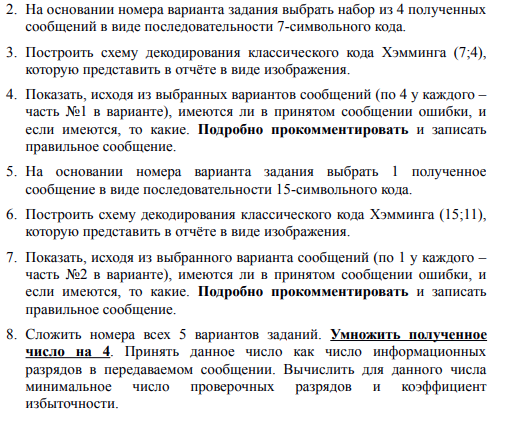 2. На основании номера варианта задания выбрать набор из 4 полученных
сообщений в виде последовательности 7-символьного кода.
3. Построить схему декодирования классического кода Хэмминга (7;4),
которую представить в отчёте в виде изображения.
4. Показать, исходя из выбранных вариантов сообщений (по 4 у каждого –
часть №1 в варианте), имеются ли в принятом сообщении ошибки, и
если имеются, то какие. Подробно прокомментировать и записать
правильное сообщение.
5. На основании номера варианта задания выбрать 1 полученное
сообщение в виде последовательности 15-символьного кода.
6. Построить схему декодирования классического кода Хэмминга (15;11),
которую представить в отчёте в виде изображения.
7. Показать, исходя из выбранного варианта сообщений (по 1 у каждого –
часть №2 в варианте), имеются ли в принятом сообщении ошибки, и
если имеются, то какие. Подробно прокомментировать и записать
правильное сообщение.
8. Сложить номера всех 5 вариантов заданий. Умножить полученное
число на 4. Принять данное число как число информационных
разрядов в передаваемом сообщении. Вычислить для данного числа
минимальное число проверочных разрядов и коэффициент
избыточности.